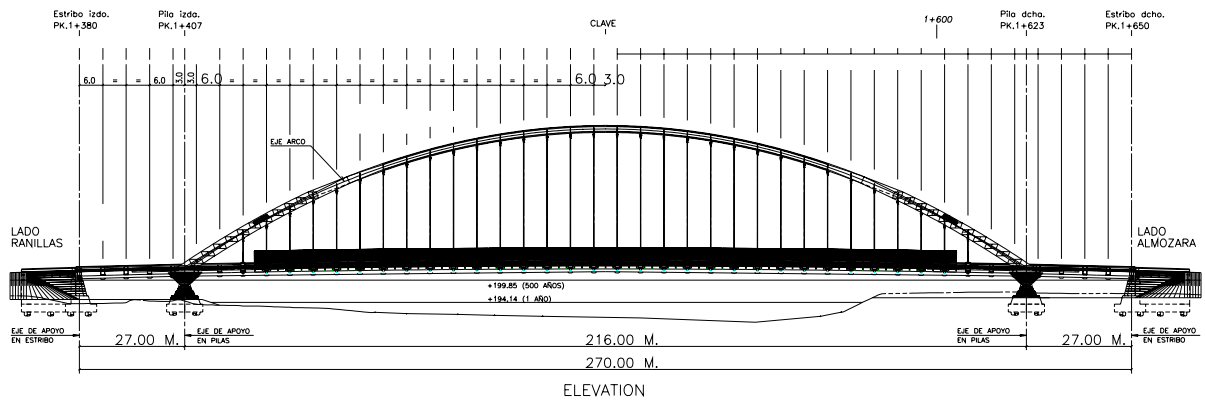 Estribo izdo.
PK.1+380
Pila izda.
PK.1+407
CLAVE
1+600
Pila dcha.
PK.1+623
Estribo dcho.
PK.1+650
6.0 = = 6.0 3.0 3.0 6.0 = = = = = = = = = = = = = = = 6.0 3.0
EJE ARCO
LADO
RANILLAS
LADO
ALMOZARA
+199.85 (500 AÑOS)
+194.14 (1 AÑO)
EJE DE APOYO
EN ESTRIBO
27.00 M.
EJE DE APOYO
EN PILAS
216.00 M.
EJE DE APOYO
EN PILAS
27.00 M.
EJE DE APOYO
EN ESTRIBO
270.00 M.
ELEVATION